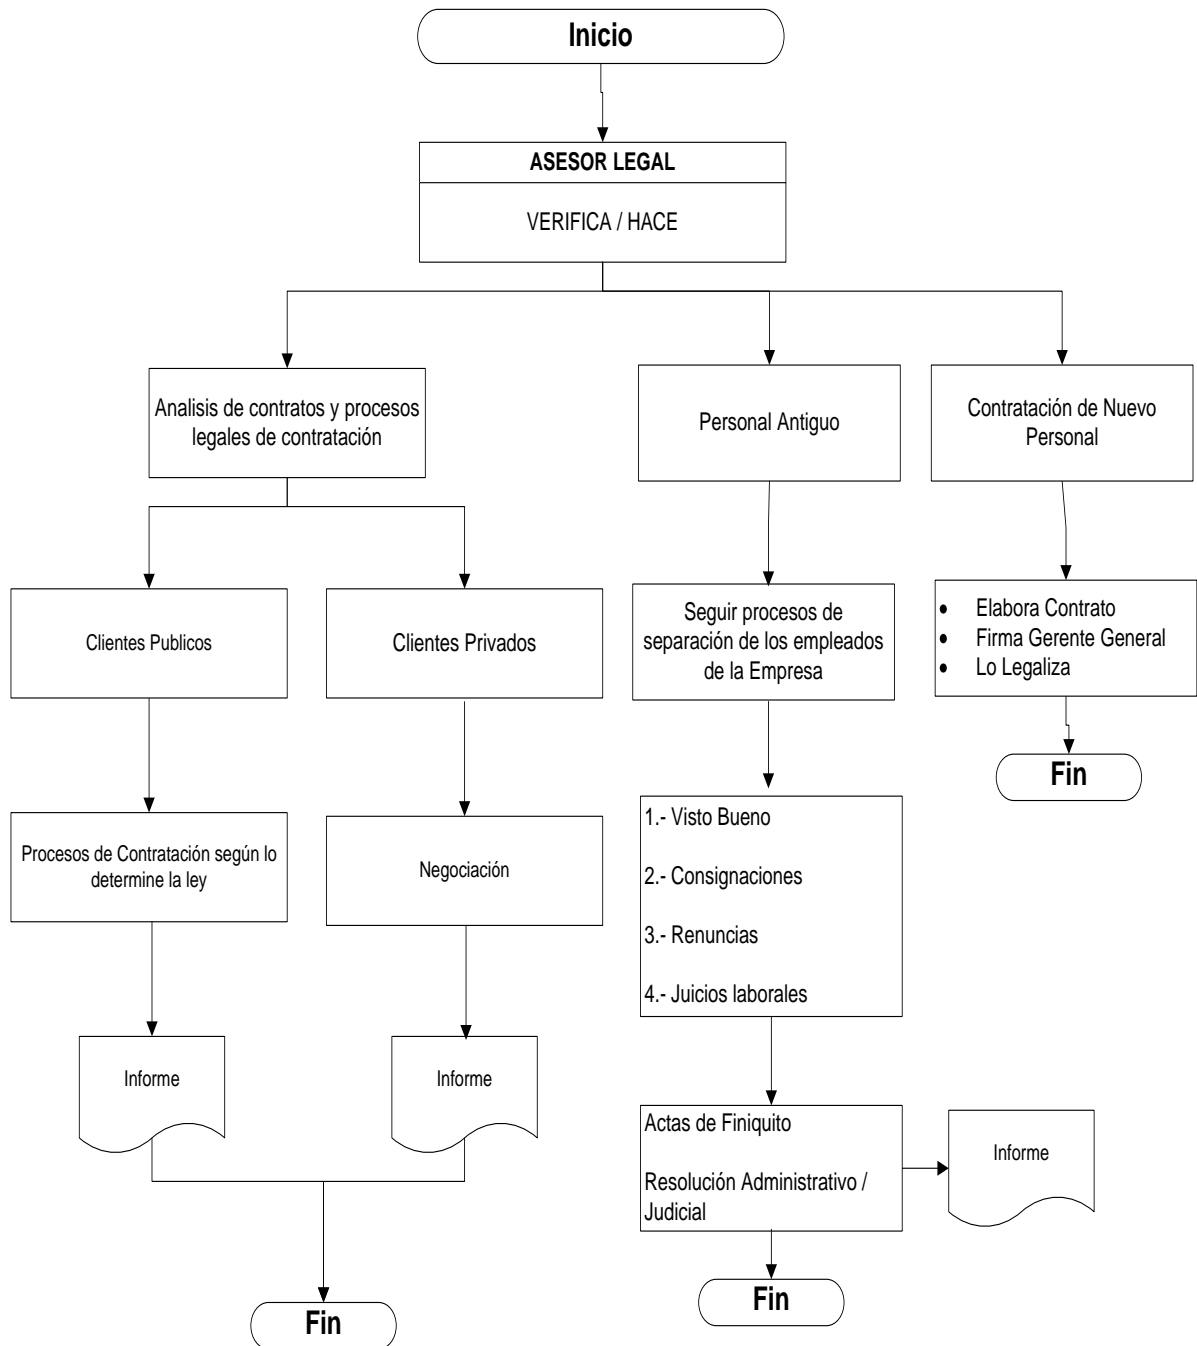 Inicio
ASESOR LEGAL
VERIFICA / HACE
Analisis de contratos y procesos
legales de contratación
Personal Antiguo
Contratación de Nuevo
Personal
Clientes Publicos
Clientes Privados
Seguir procesos de
separación de los empleados
de la Empresa
• Elabora Contrato
• Firma Gerente General
• Lo Legaliza
Fin
Procesos de Contratación según lo
determine la ley
Negociación
1.- Visto Bueno
2.- Consignaciones
3.- Renuncias
4.- Juicios laborales
Informe
Informe
Actas de Finiquito
Resolución Administrativo /
Judicial
Informe
Fin
Fin